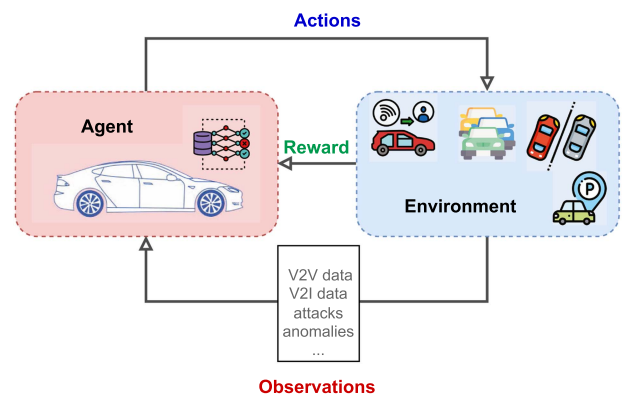 Actions
Agent
Reward
P
Environment
V2V data
V2I data
attacks
anomalies
...
Observations